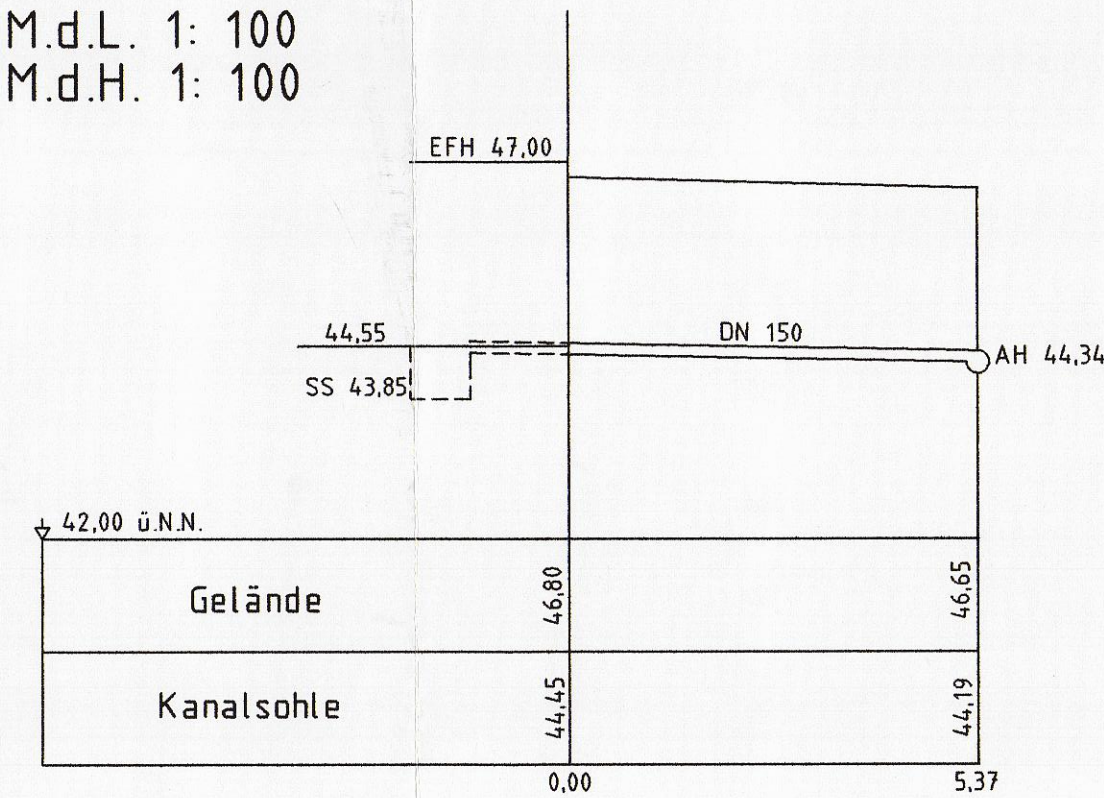 M.d.L. 1: 100
M.d.H. 1: 100
EFH 47,00
44,55
DN 150
AH 44,34
SS 43,85
42,00 ü.N.N.
Gelände
46,80
46,65
Kanalsohle
44,45
44,19
0,00
5,37